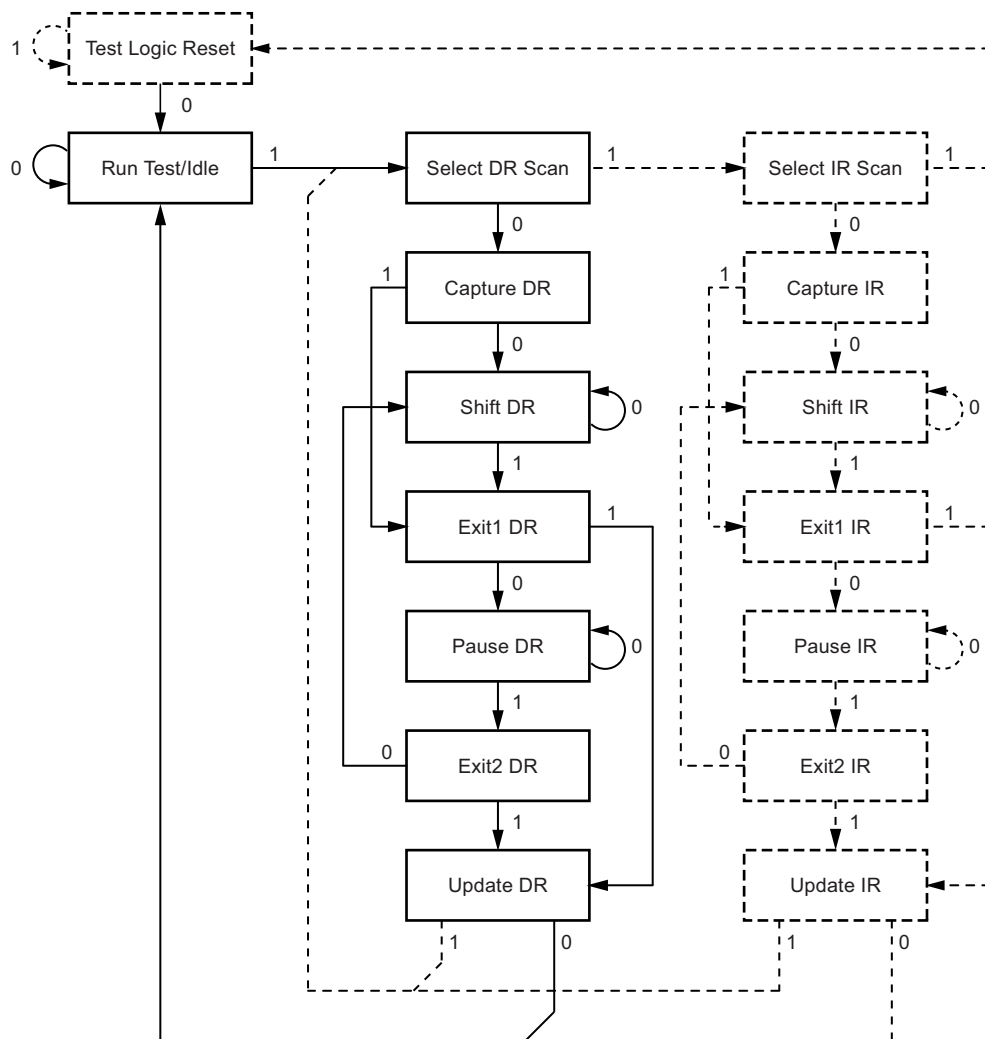 1
Test Logic Reset
0
0
Run Test/Idle
1
Select DR Scan
1
Select IR Scan
1
0
0
1
Capture DR
1
Capture IR
0
0
Shift DR
0
Shift IR
0
1
1
Exit1 DR
1
Exit1 IR
1
0
0
Pause DR
0
Pause IR
0
1
1
0
Exit2 DR
0
Exit2 IR
1
1
Update DR
Update IR
1
0
1
0